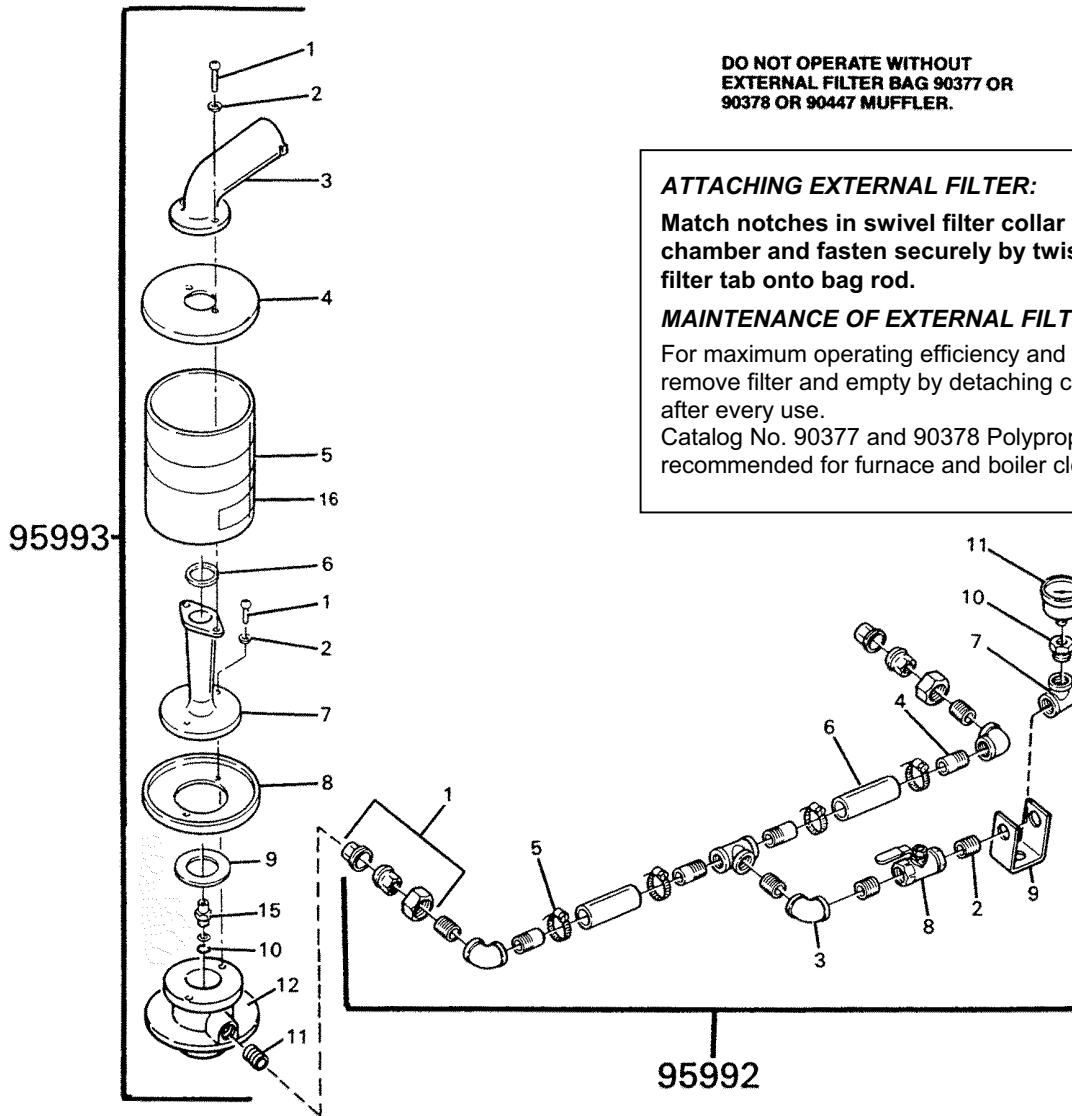 DO NOT OPERATE WITHOUT
EXTERNAL FILTER BAG 90377 OR
90378 OR 90447 MUFFLER.
ATTACHING EXTERNAL FILTER:
Match notches in swivel filter collar
chamber and fasten securely by twis
filter tab onto bag rod.
MAINTENANCE OF EXTERNAL FILT
For maximum operating efficiency and
remove filter and empty by detaching c
after every use.
Catalog No. 90377 and 90378 Polyprop
recommended for furnace and boiler cle
95993
1
2
3
4
5
16
6
1
2
7
8
9
15
10
12
11
11
10
7
4
6
1
5
9
2
8
3
95992